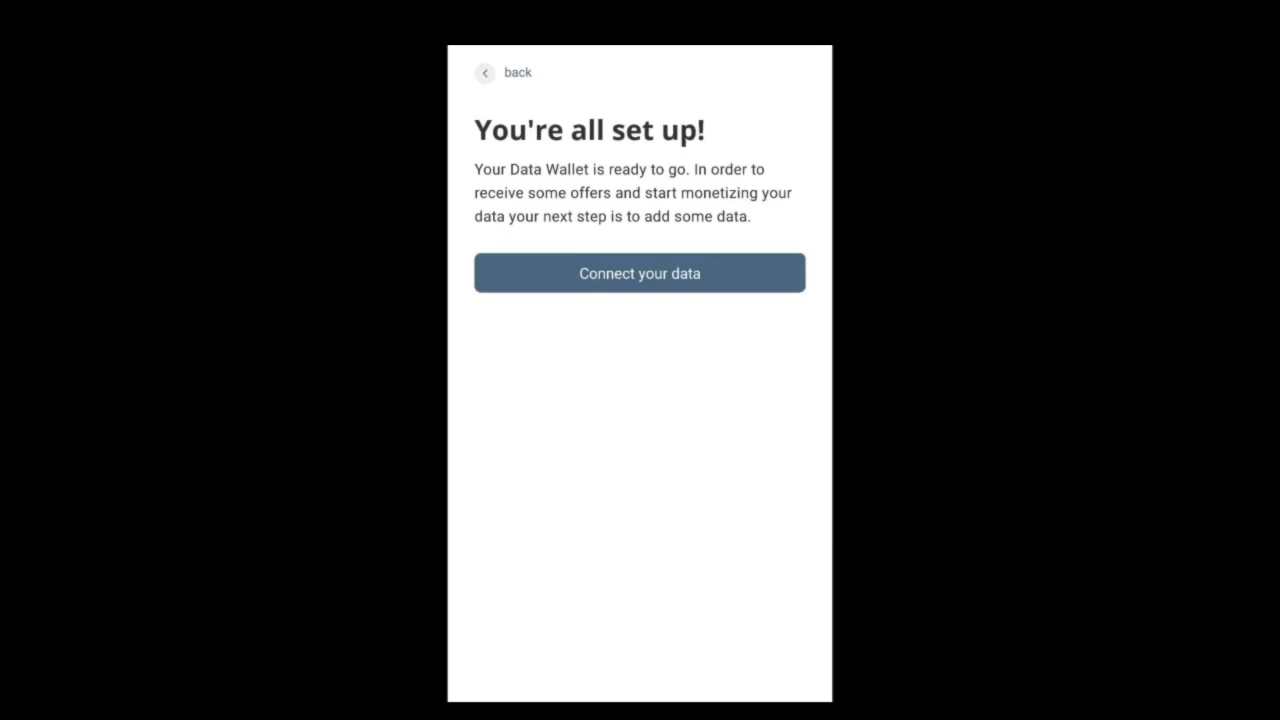 back
You're all set up!
Your Data Wallet is ready to go. In order to
receive some offers and start monetizing your
data your next step is to add some data.
Connect your data